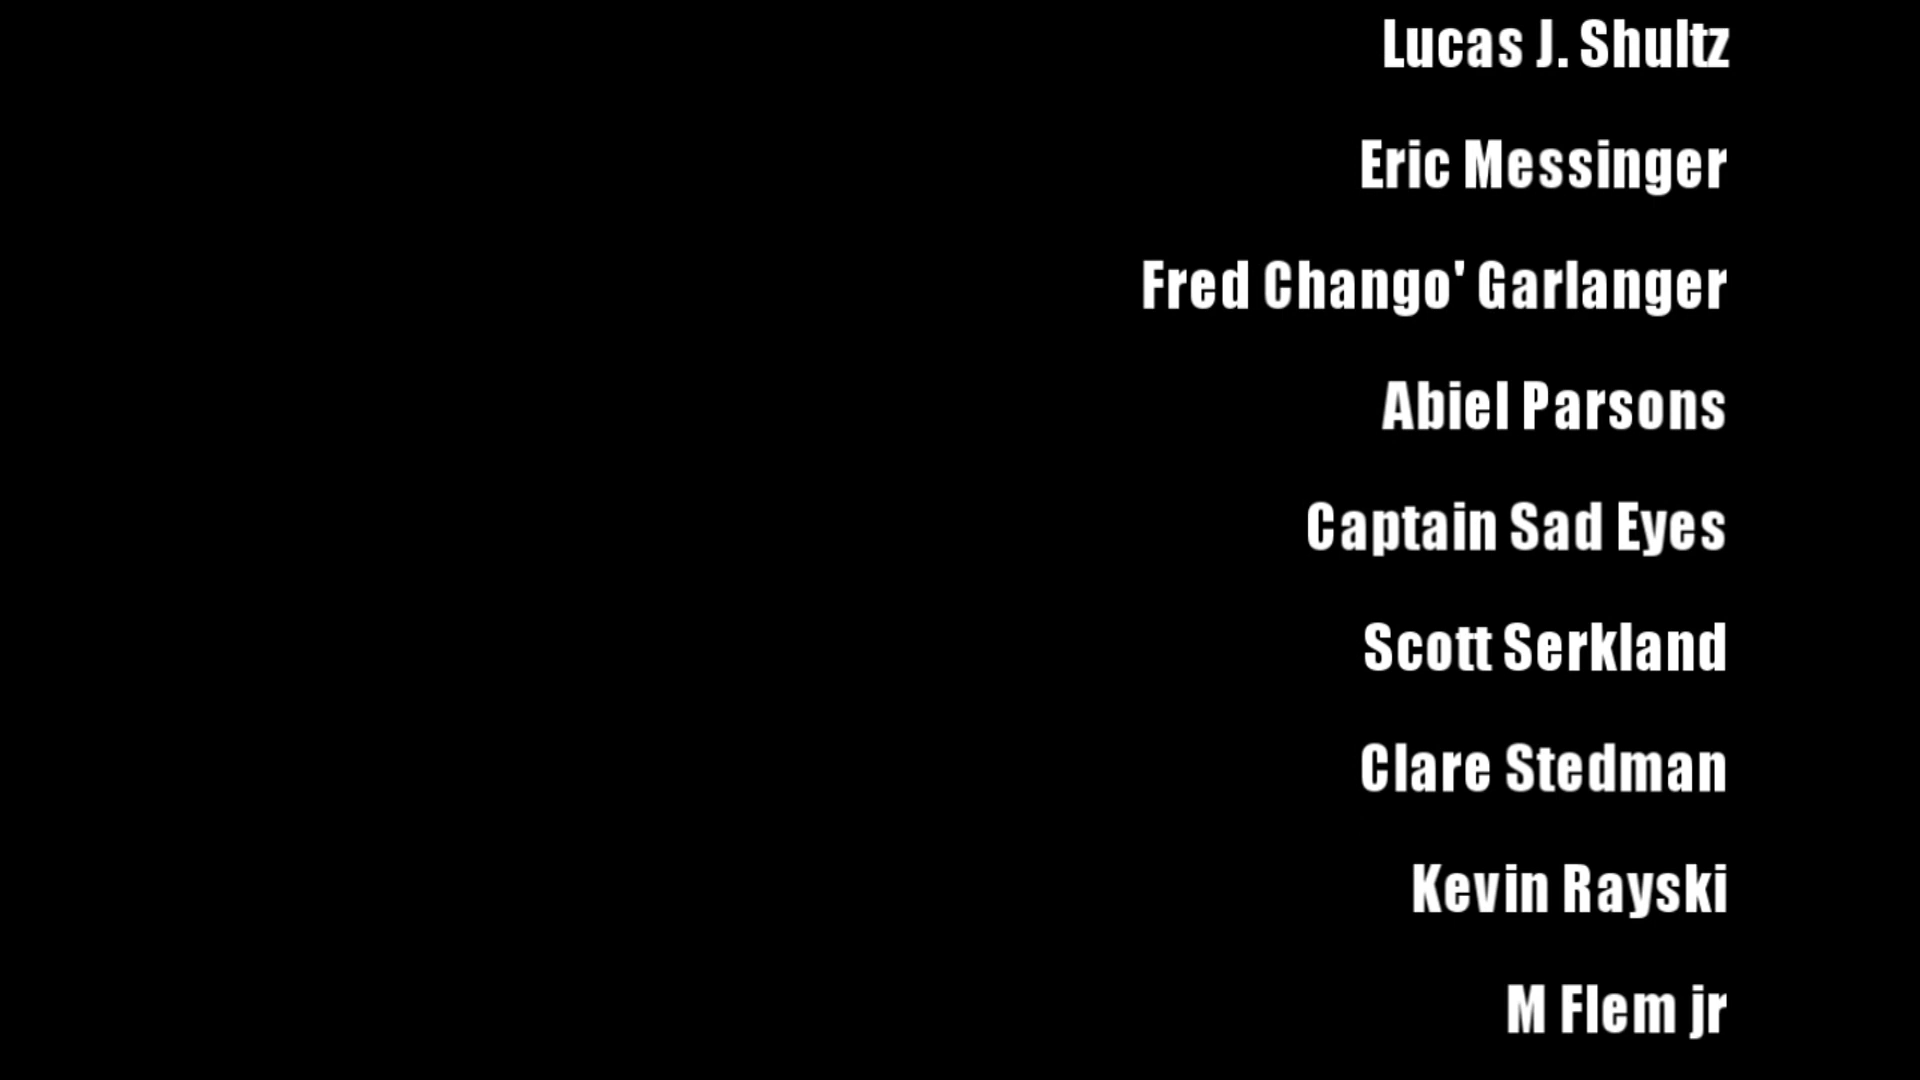 Lucas J. Shultz
Eric Messinger
Fred Chango' Garlanger
Abiel Parsons
Captain Sad Eyes
Scott Serkland
Clare Stedman
Kevin Rayski
M Flem jr